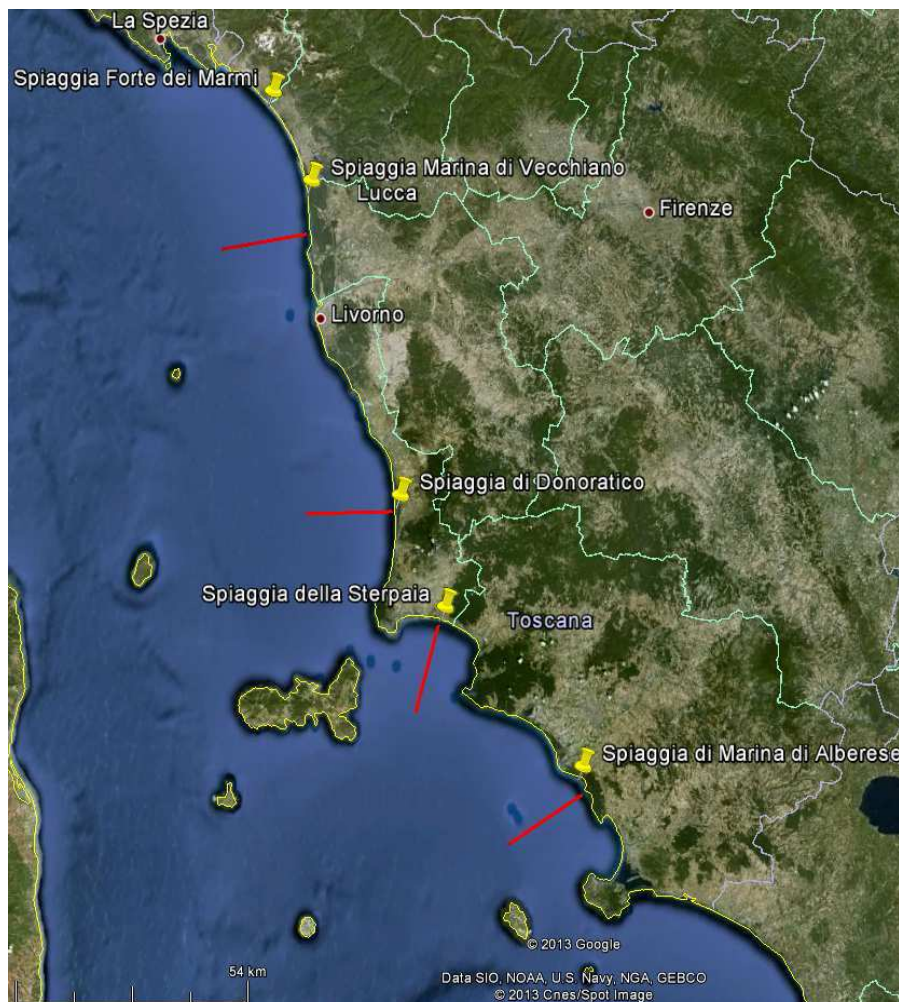 La Spezia
Spiaggia Forte dei Marmi
Spiaggia Marina di Vecchiano
Lucca
Firenze
Livorno
Spiaggia di Donoratico
Spiaggia della Sterpaia
Toscana
Spiaggia di Marina di Alberese
© 2013 Google
54 km
Data SIO, NOAA, U.S. Navy, NGA, GEBCO
© 2013 Cnes/Spot Image